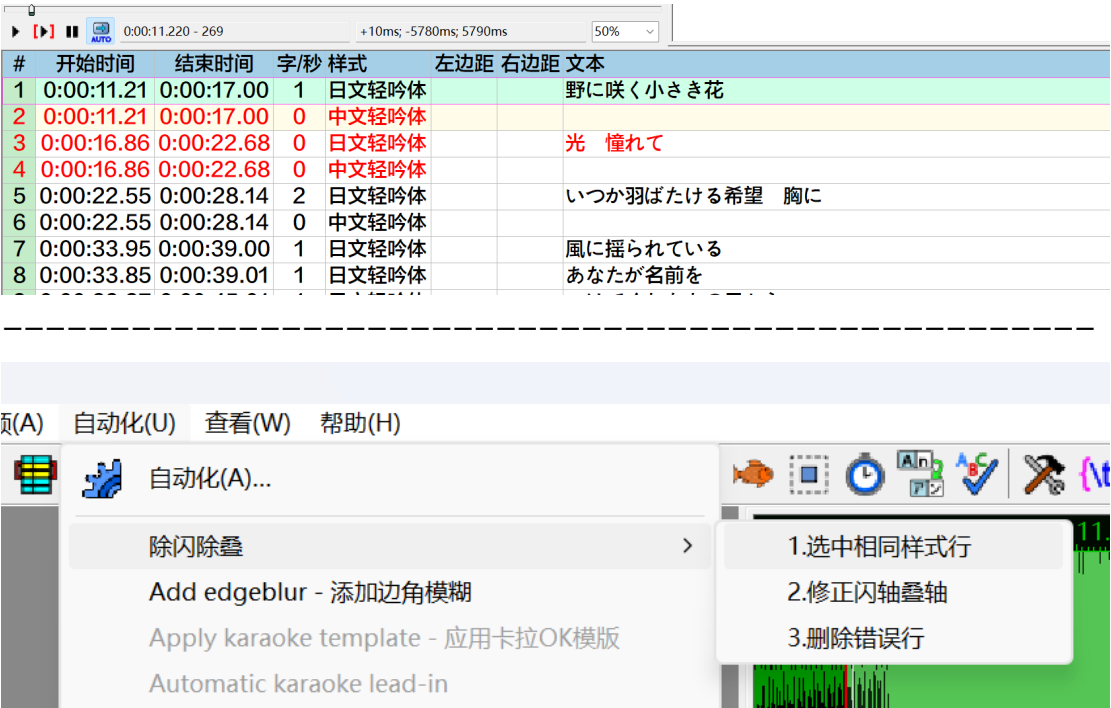 AUTO 0:00:11.220 - 269 +10ms; -5780ms; 5790ms 50%
# 开始时间 结束时间 字/秒 样式 左边距 右边距 文本
1 0:00:11.21 0:00:17.00 1 日文轻吟体 野に咲く小さき花
2 0:00:11.21 0:00:17.00 0 中文轻吟体
3 0:00:16.86 0:00:22.68 0 日文轻吟体 光　憧れて
4 0:00:16.86 0:00:22.68 0 中文轻吟体
5 0:00:22.55 0:00:28.14 2 日文轻吟体 いつか羽ばたける希望　胸に
6 0:00:22.55 0:00:28.14 0 中文轻吟体
7 0:00:33.95 0:00:39.00 1 日文轻吟体 風に揺られている
8 0:00:33.85 0:00:39.01 1 日文轻吟体 あなたが名前を
(A) 自动化(U) 查看(W) 帮助(H)
自动化(A)...
除闪除叠
1.选中相同样式行
11.
Add edgeblur - 添加边角模糊
2.修正闪轴叠轴
Apply karaoke template - 应用卡拉OK模版
3.删除错误行
Automatic karaoke lead-in